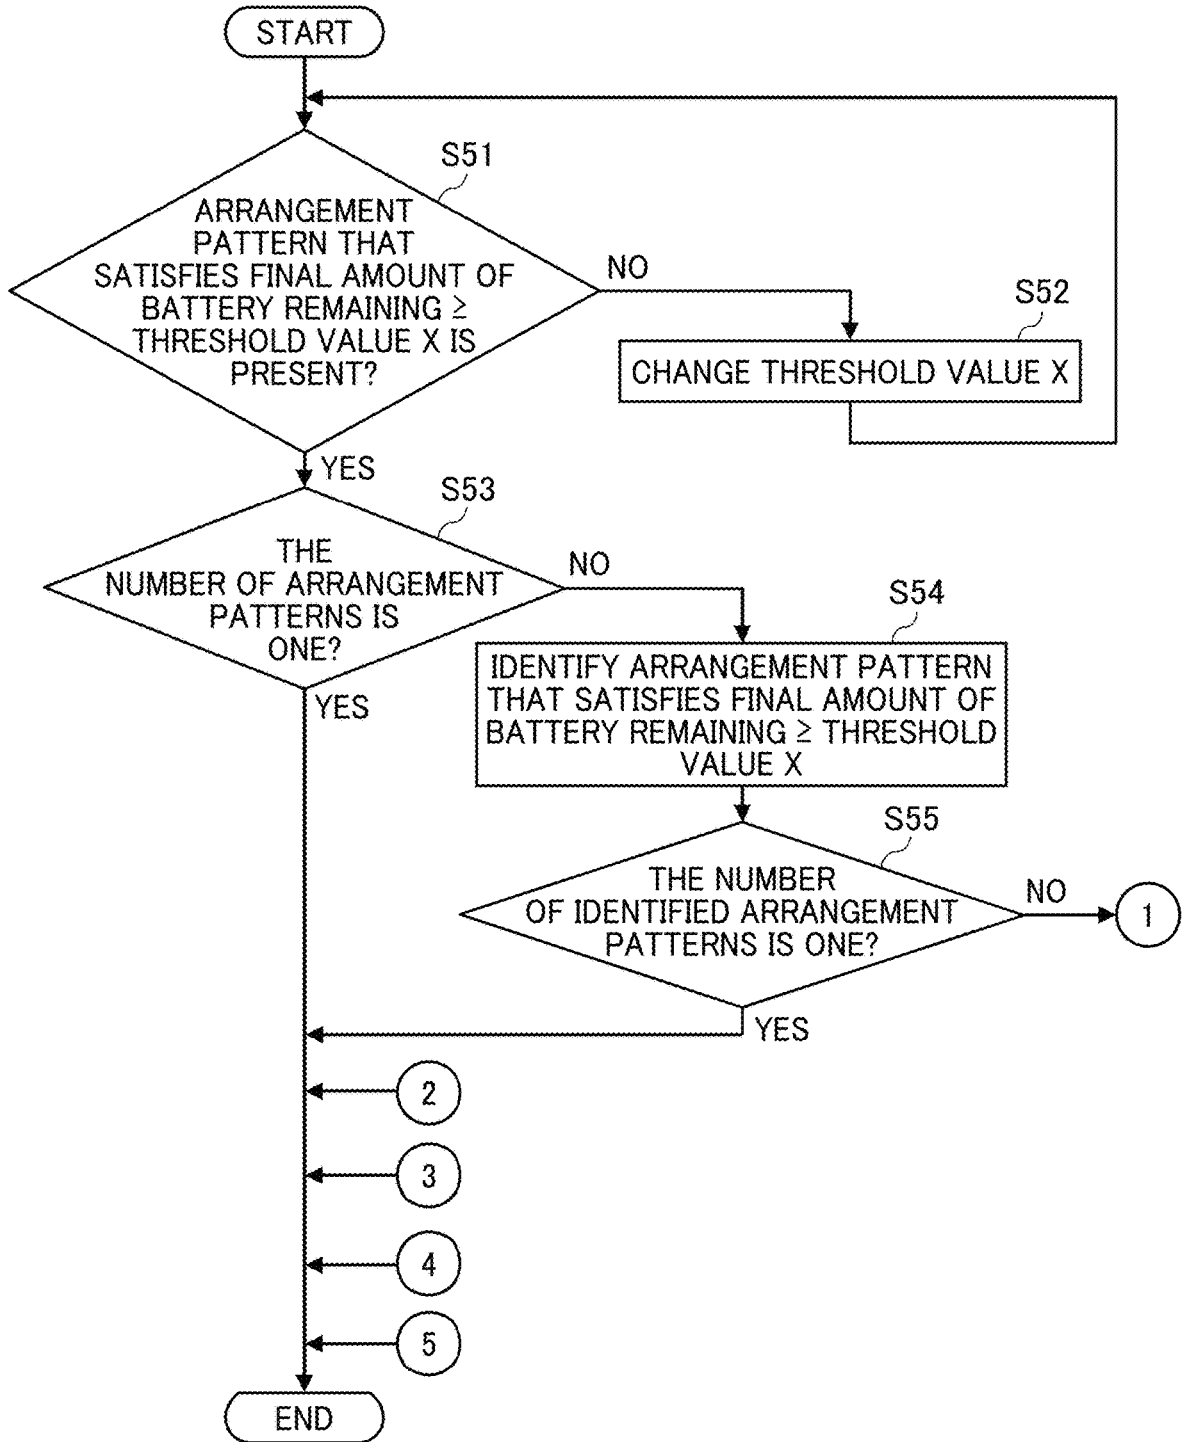 START
S51
ARRANGEMENT
PATTERN THAT
SATISFIES FINAL AMOUNT OF
BATTERY REMAINING ≥
THRESHOLD VALUE X IS
PRESENT?
NO
S52
CHANGE THRESHOLD VALUE X
YES
S53
THE
NUMBER OF ARRANGEMENT
PATTERNS IS
ONE?
NO
YES
S54
IDENTIFY ARRANGEMENT PATTERN
THAT SATISFIES FINAL AMOUNT OF
BATTERY REMAINING ≥ THRESHOLD
VALUE X
S55
THE NUMBER
OF IDENTIFIED ARRANGEMENT
PATTERNS IS ONE?
NO
1
YES
2
3
4
5
END